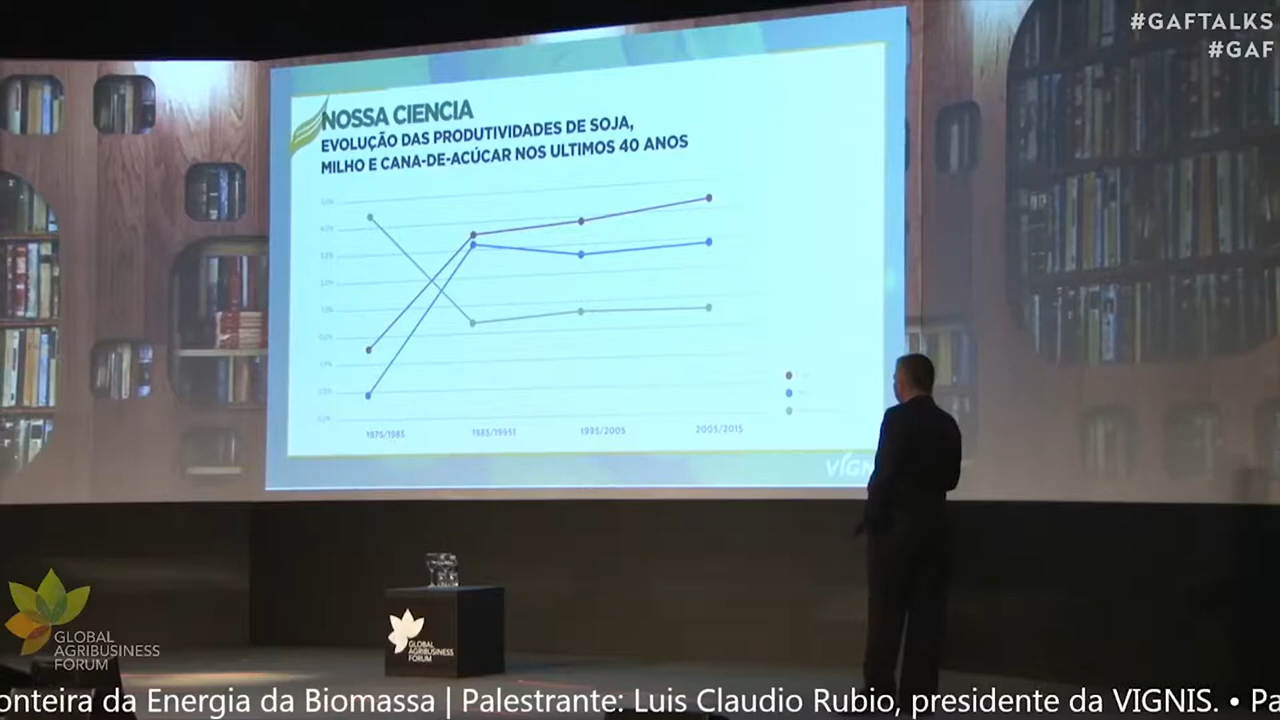 #GAFTALKS
#GAF
NOSSA CIENCIA
EVOLUÇÃO DAS PRODUTIVIDADES DE SOJA,
MILHO E CANA-DE-ACÚCAR NOS ULTIMOS 40 ANOS
1975/1985
1985/19951
1995/2005
2005/2015
VIGN
GLOBAL
AGRIBUSINESS
FORUM
GLOBAL
AGRIBUSINESS
FORUM
onteira da Energia da Biomassa | Palestrante: Luis Claudio Rubio, presidente da VIGNIS. • Pa